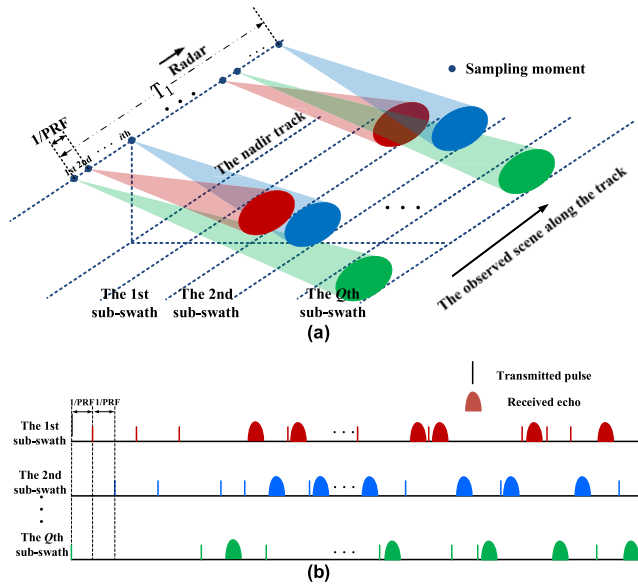 Radar
T1
1/PRF
1st 2nd · · · ith
Sampling moment
The nadir track
The observed scene along the track
The 1st sub-swath
The 2nd sub-swath
The Qth sub-swath
(a)
1/PRF 1/PRF
Transmitted pulse
Received echo
The 1st sub-swath
The 2nd sub-swath
The Qth sub-swath
(b)